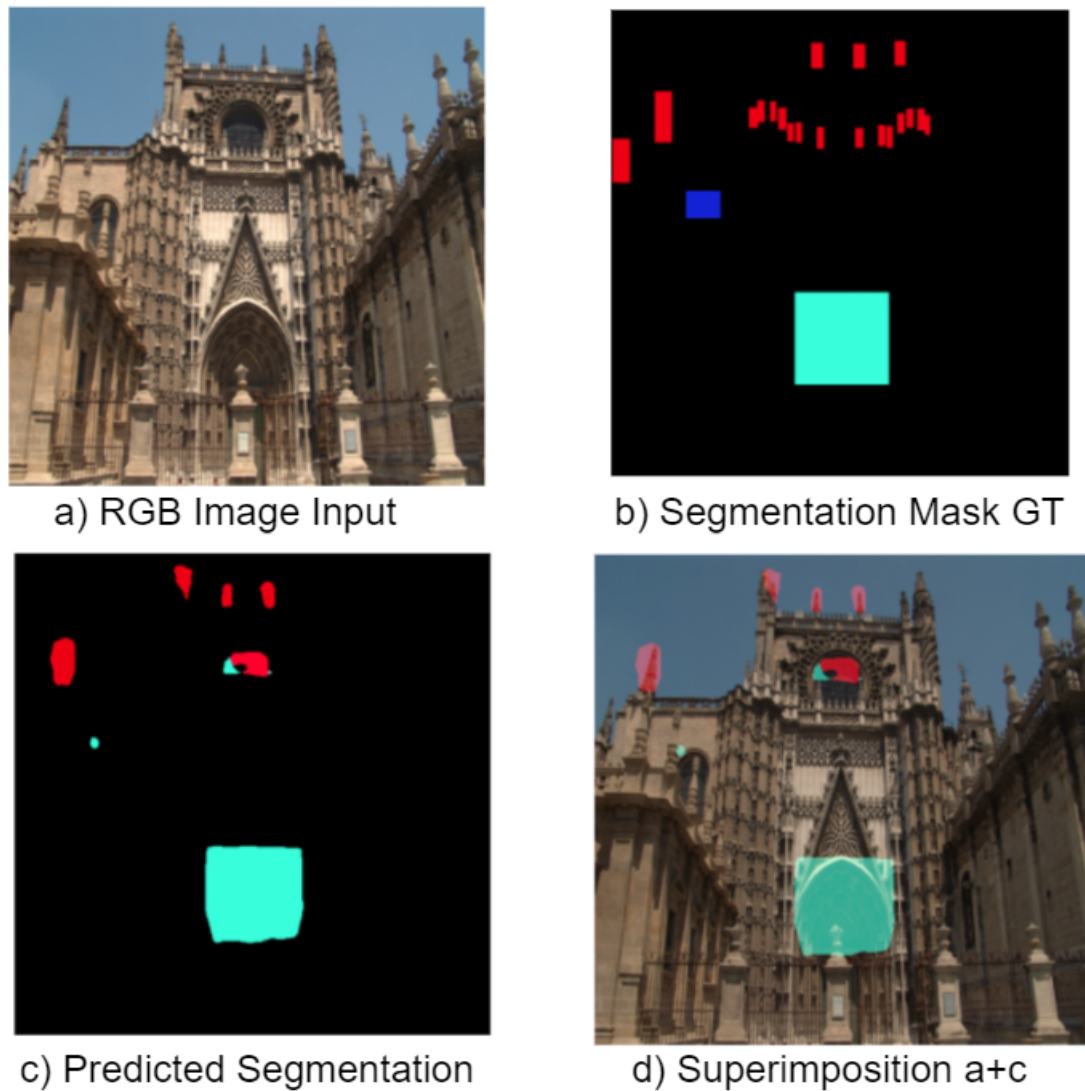 a) RGB Image Input
b) Segmentation Mask GT
c) Predicted Segmentation
d) Superimposition a+c